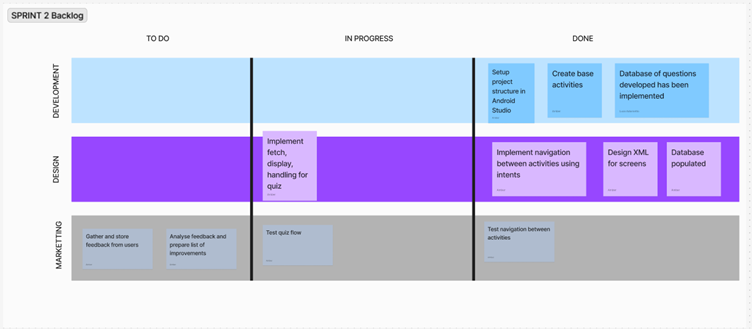 SPRINT 2 Backlog
TO DO
IN PROGRESS
DONE
DEVELOPMENT
Setup
project
structure in
Android
Studio
Create base
activities
Database of questions
developed has been
implemented
DESIGN
Implement
fetch,
display,
handling for
quiz
Implement navigation
between activities using
intents
Design XML
for screens
Database
populated
MARKETTING
Gather and store
feedback from users
Analyse feedback and
prepare list of
improvements
Test quiz flow
Test navigation between
activities